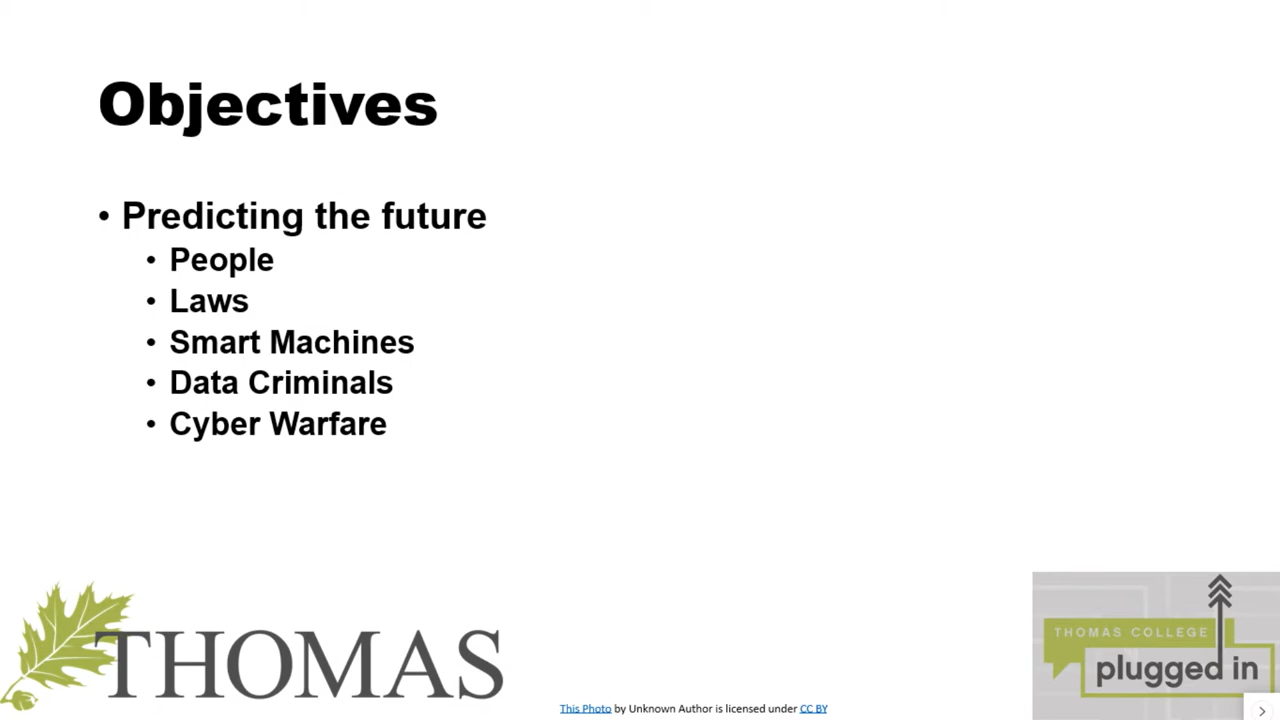 Objectives
• Predicting the future
• People
• Laws
• Smart Machines
• Data Criminals
• Cyber Warfare
THOMAS
THOMAS COLLEGE
plugged in
This Photo by Unknown Author is licensed under CC BY